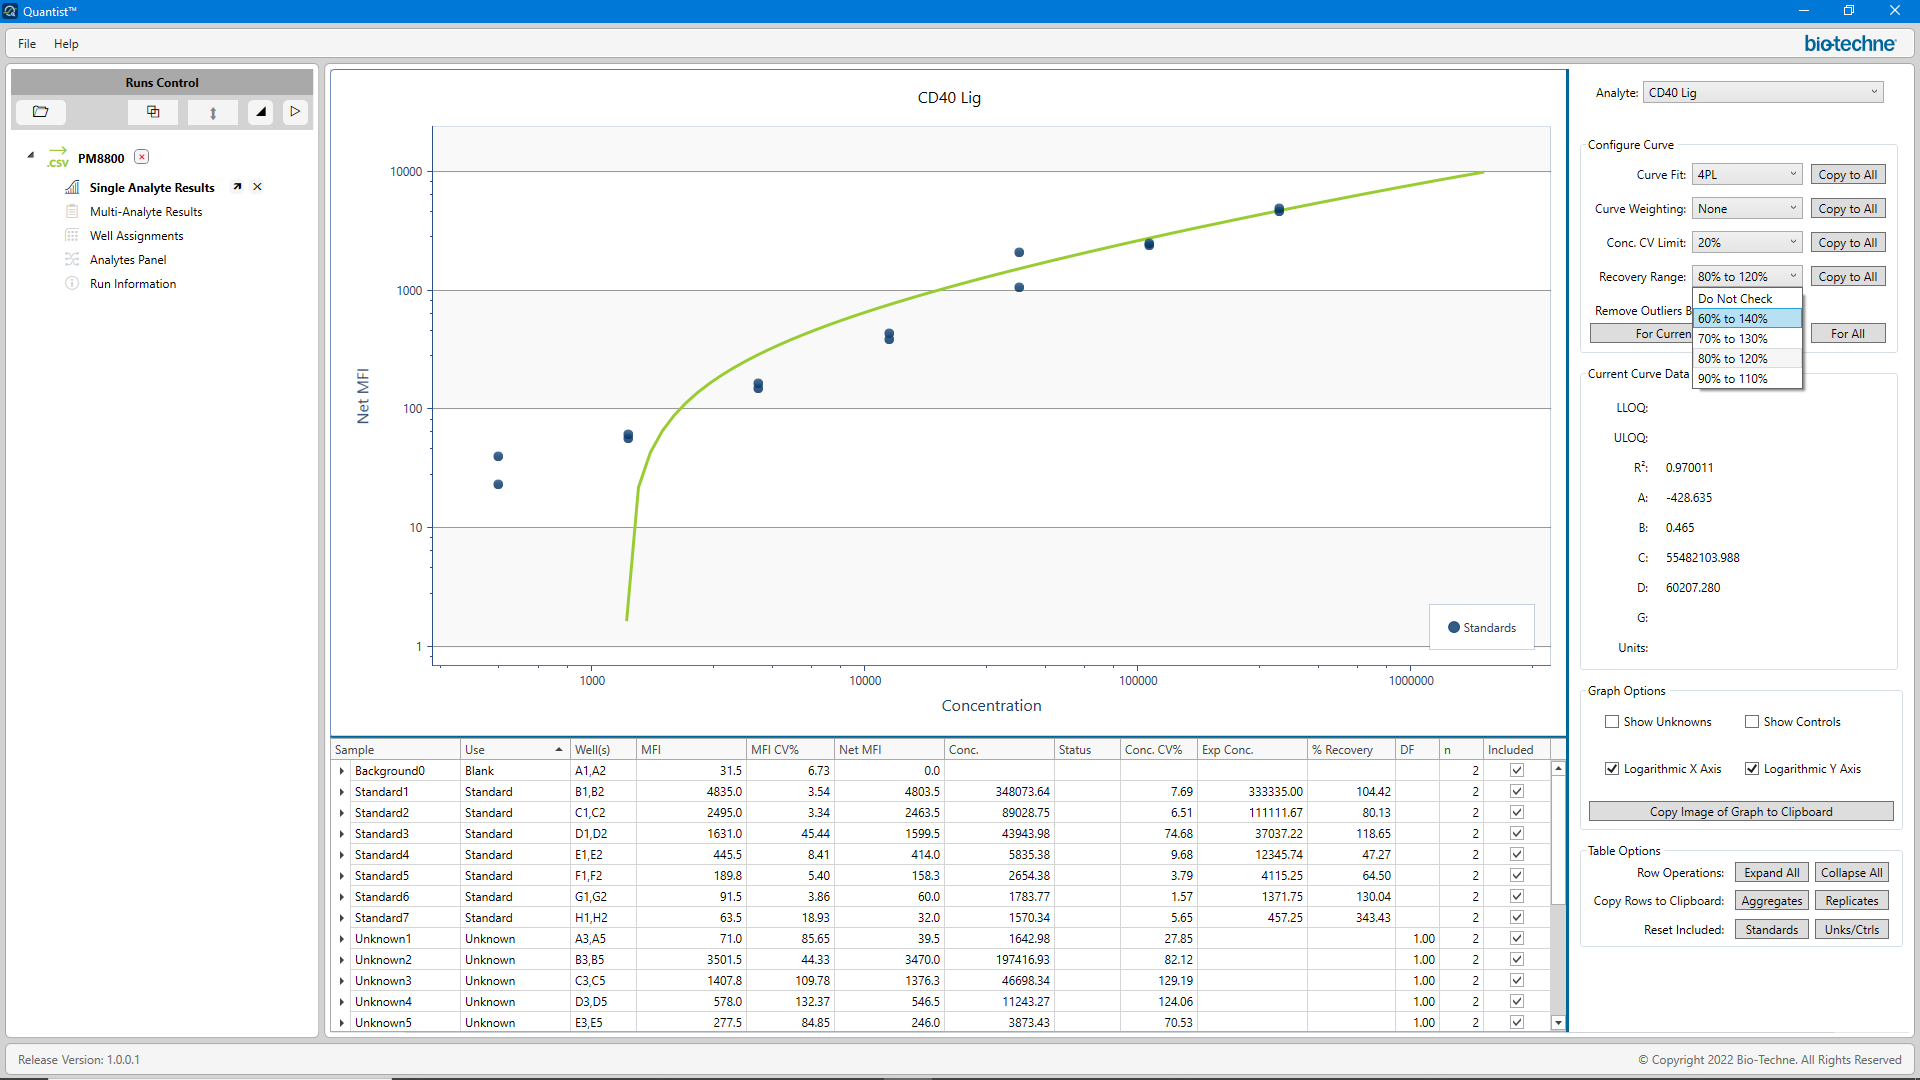 Quantist™
File Help
bio-techne
Runs Control
.CSV PM8800
Single Analyte Results
Multi-Analyte Results
Well Assignments
Analytes Panel
Run Information
CD40 Lig
Net MFI
10000
1000
100
10
1
Standards
1000 10000 100000 1000000
Concentration
Sample Use Well(s) MFI MFI CV% Net MFI Conc. Status Conc. CV% Exp Conc. % Recovery DF n Included
Background0 Blank A1,A2 31.5 6.73 0.0 2
Standard1 Standard B1,B2 4835.0 3.54 4803.5 348073.64 7.69 333335.00 104.42 2
Standard2 Standard C1,C2 2495.0 3.34 2463.5 89028.75 6.51 111111.67 80.13 2
Standard3 Standard D1,D2 1631.0 45.44 1599.5 43943.98 74.68 37037.22 118.65 2
Standard4 Standard E1,E2 445.5 8.41 414.0 5835.38 9.68 12345.74 47.27 2
Standard5 Standard F1,F2 189.8 5.40 158.3 2654.38 3.79 4115.25 64.50 2
Standard6 Standard G1,G2 91.5 3.86 60.0 1783.77 1.57 1371.75 130.04 2
Standard7 Standard H1,H2 63.5 18.93 32.0 1570.34 5.65 457.25 343.43 2
Unknown1 Unknown A3,A5 71.0 85.65 39.5 1642.98 27.85 1.00 2
Unknown2 Unknown B3,B5 3501.5 44.33 3470.0 197416.93 82.12 1.00 2
Unknown3 Unknown C3,C5 1407.8 109.78 1376.3 46698.34 129.19 1.00 2
Unknown4 Unknown D3,D5 578.0 132.37 546.5 11243.27 124.06 1.00 2
Unknown5 Unknown E3,E5 277.5 84.85 246.0 3873.43 70.53 1.00 2
Analyte: CD40 Lig
Configure Curve
Curve Fit: 4PL Copy to All
Curve Weighting: None Copy to All
Conc. CV Limit: 20% Copy to All
Recovery Range: 80% to 120% Copy to All
Do Not Check
60% to 140%
70% to 130%
80% to 120%
90% to 110%
Remove Outliers B
For Curren For All
Current Curve Data
LLOQ:
ULOQ:
R²: 0.970011
A: -428.635
B: 0.465
C: 55482103.988
D: 60207.280
G:
Units:
Graph Options
Show Unknowns Show Controls
Logarithmic X Axis Logarithmic Y Axis
Copy Image of Graph to Clipboard
Table Options
Row Operations: Expand All Collapse All
Copy Rows to Clipboard: Aggregates Replicates
Reset Included: Standards Unks/Ctrls
Release Version: 1.0.0.1
© Copyright 2022 Bio-Techne. All Rights Reserved